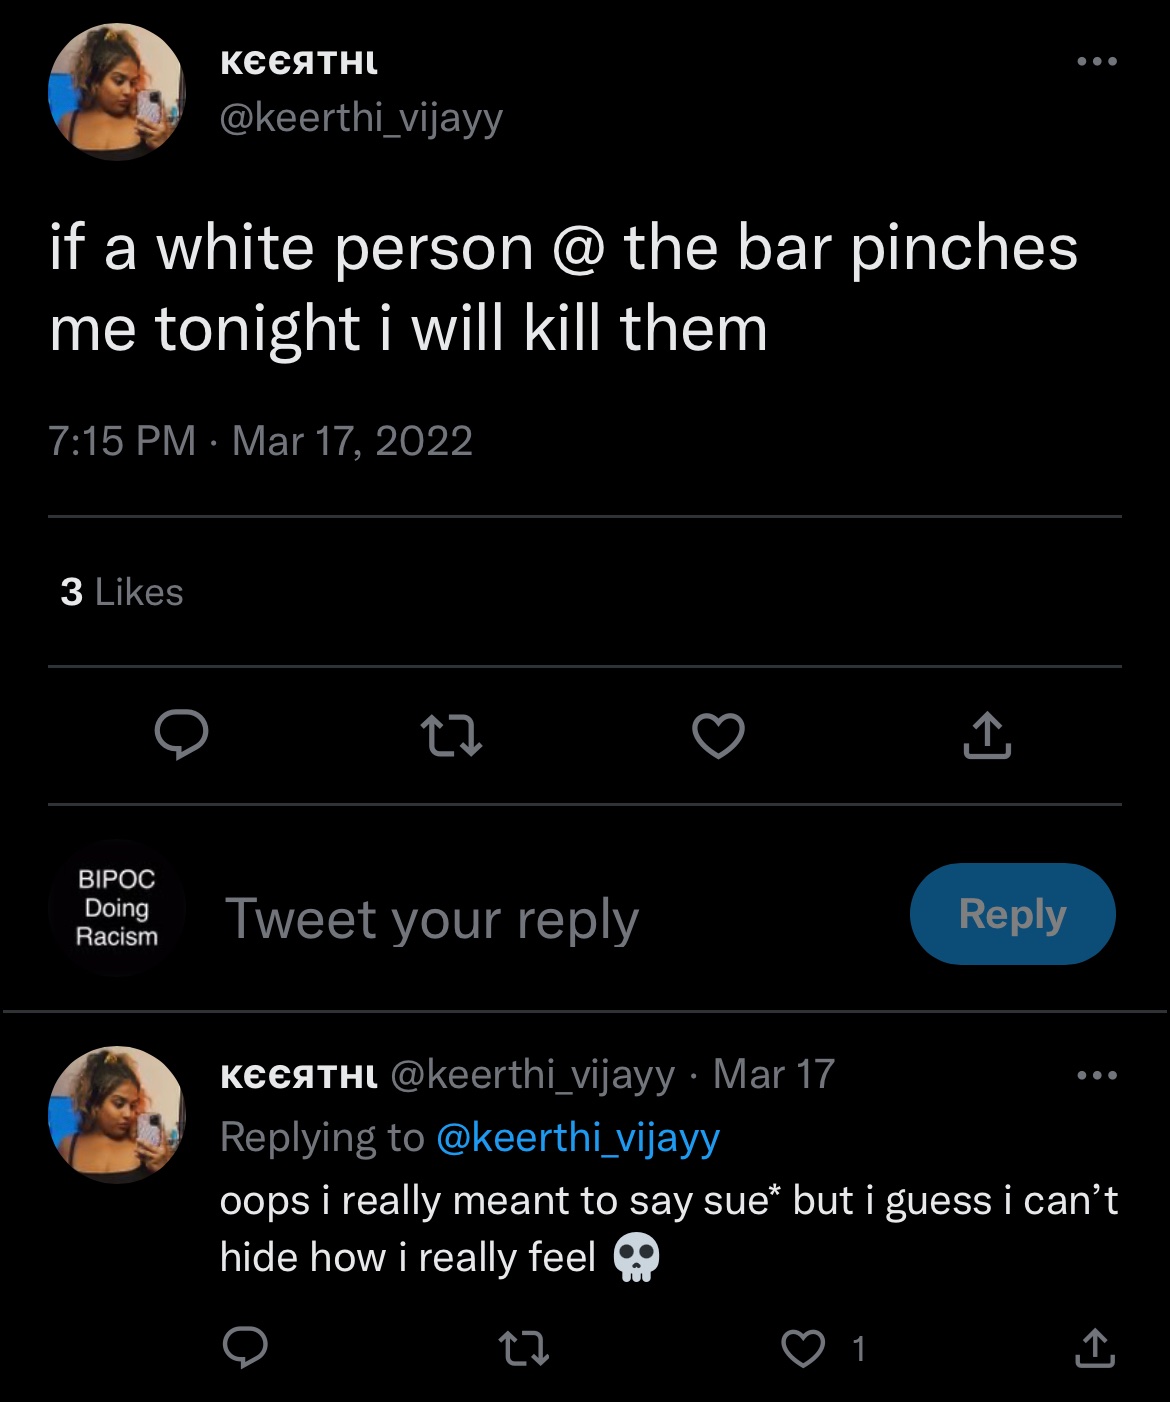 ᴋєєЯᴛнɩ
@keerthi_vijayy
if a white person @ the bar pinches
me tonight i will kill them
7:15 PM · Mar 17, 2022
3 Likes
BIPOC
Doing
Racism
Tweet your reply
Reply
ᴋєєЯᴛнɩ @keerthi_vijayy · Mar 17
Replying to @keerthi_vijayy
oops i really meant to say sue* but i guess i can’t
hide how i really feel 💀
1